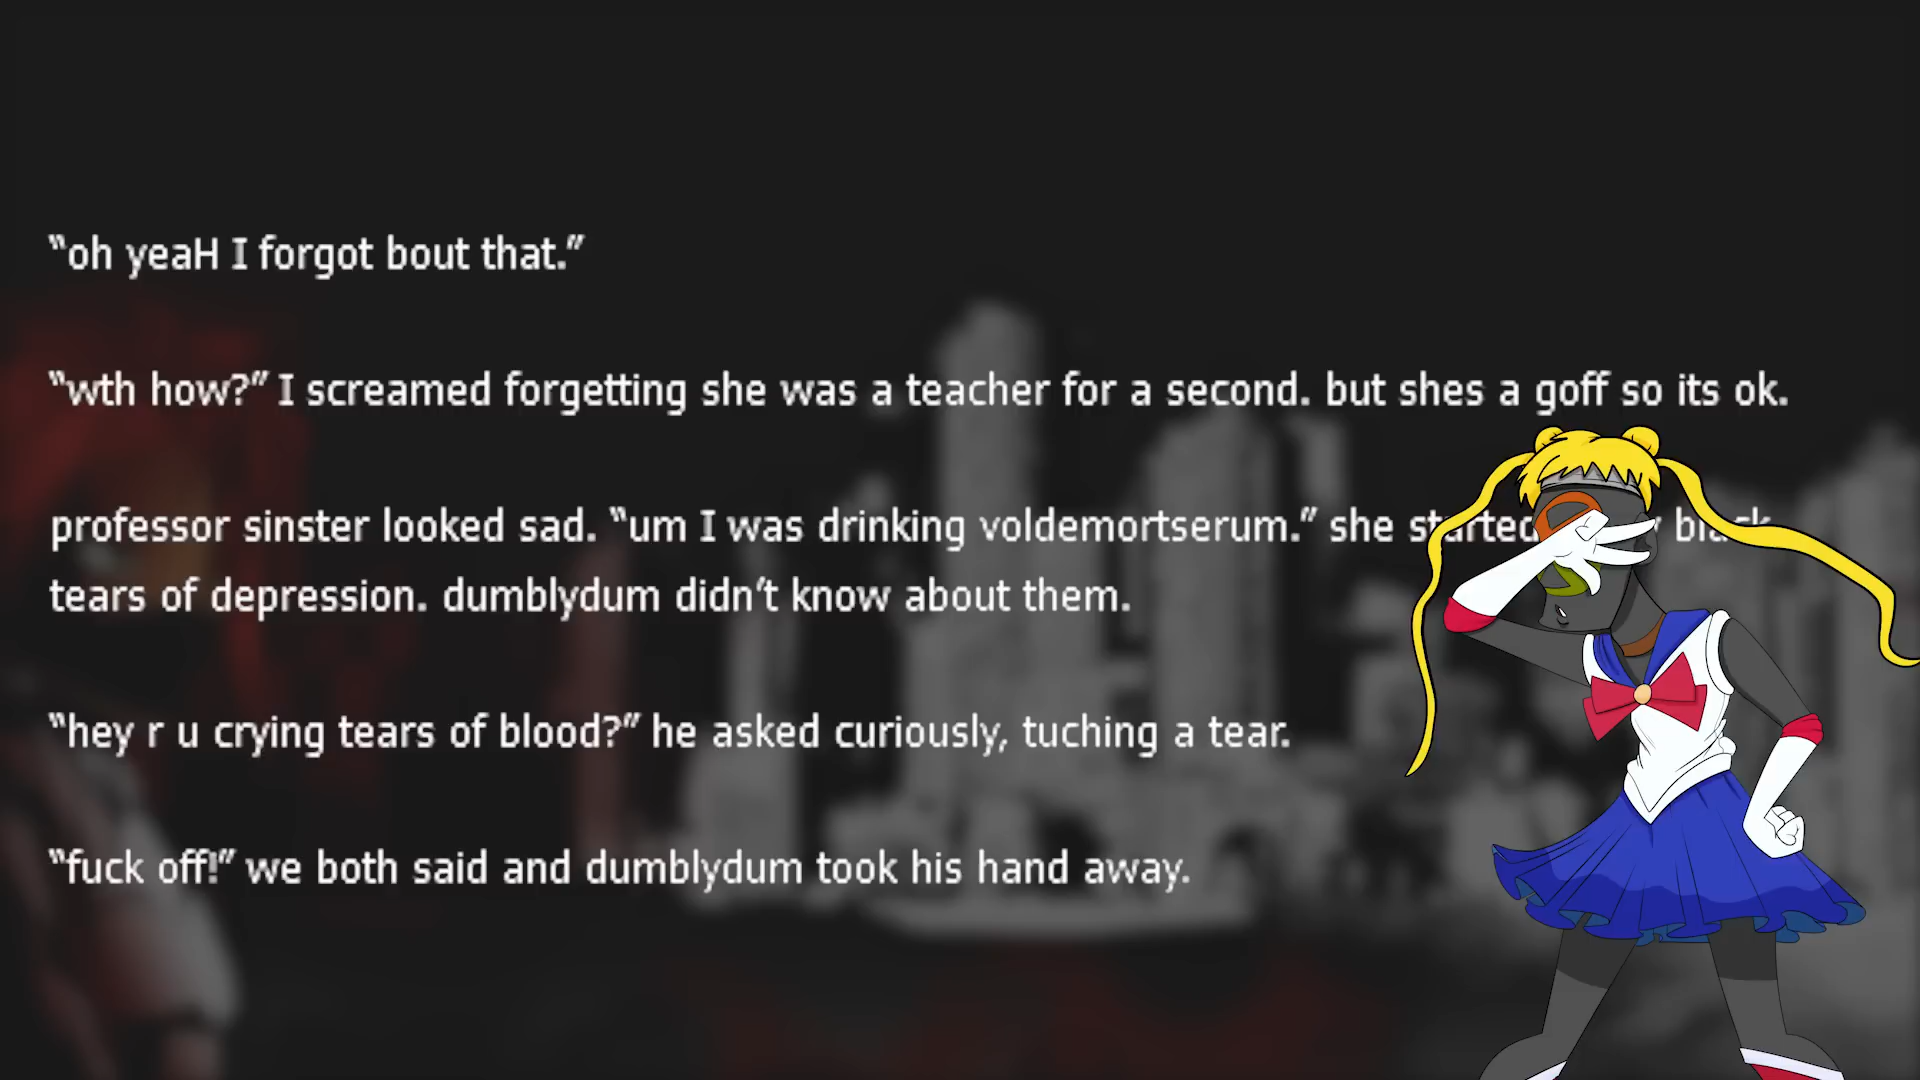 “oh yeaH I forgot bout that.”
“wth how?” I screamed forgetting she was a teacher for a second. but shes a goff so its ok.
professor sinster looked sad. “um I was drinking voldemortserum.” she started
tears of depression. dumblydum didn’t know about them.
“hey r u crying tears of blood?” he asked curiously, tuching a tear.
“fuck off!” we both said and dumblydum took his hand away.